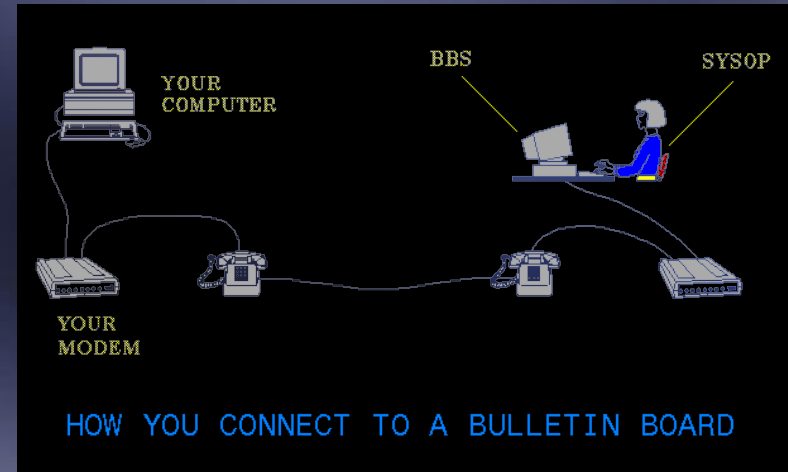 BBS
SYSOP
YOUR
COMPUTER
YOUR
MODEM
HOW YOU CONNECT TO A BULLETIN BOARD